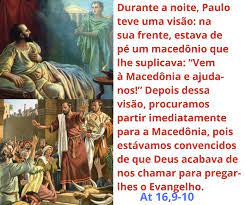 Durante a noite, Paulo
teve uma visão: na
sua frente, estava de
pé um macedônio que
lhe suplicava: “Vem
à Macedônia e ajuda-
nos!” Depois dessa
visão, procuramos
partir imediatamente
para a Macedônia, pois
estávamos convencidos
de que Deus acabava de
nos chamar para pregar-
lhes o Evangelho.
At 16,9-10